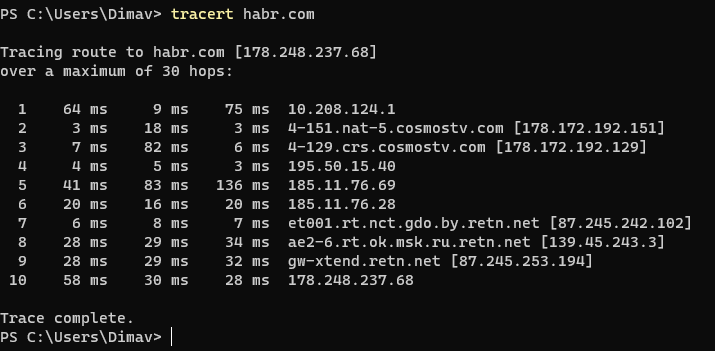 PS C:\Users\Dimav> tracert habr.com
Tracing route to habr.com [178.248.237.68]
over a maximum of 30 hops:
1 64 ms 9 ms 75 ms 10.208.124.1
2 3 ms 18 ms 3 ms 4-151.nat-5.cosmostv.com [178.172.192.151]
3 7 ms 82 ms 6 ms 4-129.crs.cosmostv.com [178.172.192.129]
4 4 ms 5 ms 3 ms 195.50.15.40
5 41 ms 83 ms 136 ms 185.11.76.69
6 20 ms 16 ms 20 ms 185.11.76.28
7 6 ms 8 ms 7 ms et001.rt.nct.gdo.by.retn.net [87.245.242.102]
8 28 ms 29 ms 34 ms ae2-6.rt.ok.msk.ru.retn.net [139.45.243.3]
9 28 ms 29 ms 32 ms gw-xtend.retn.net [87.245.253.194]
10 58 ms 30 ms 28 ms 178.248.237.68
Trace complete.
PS C:\Users\Dimav>